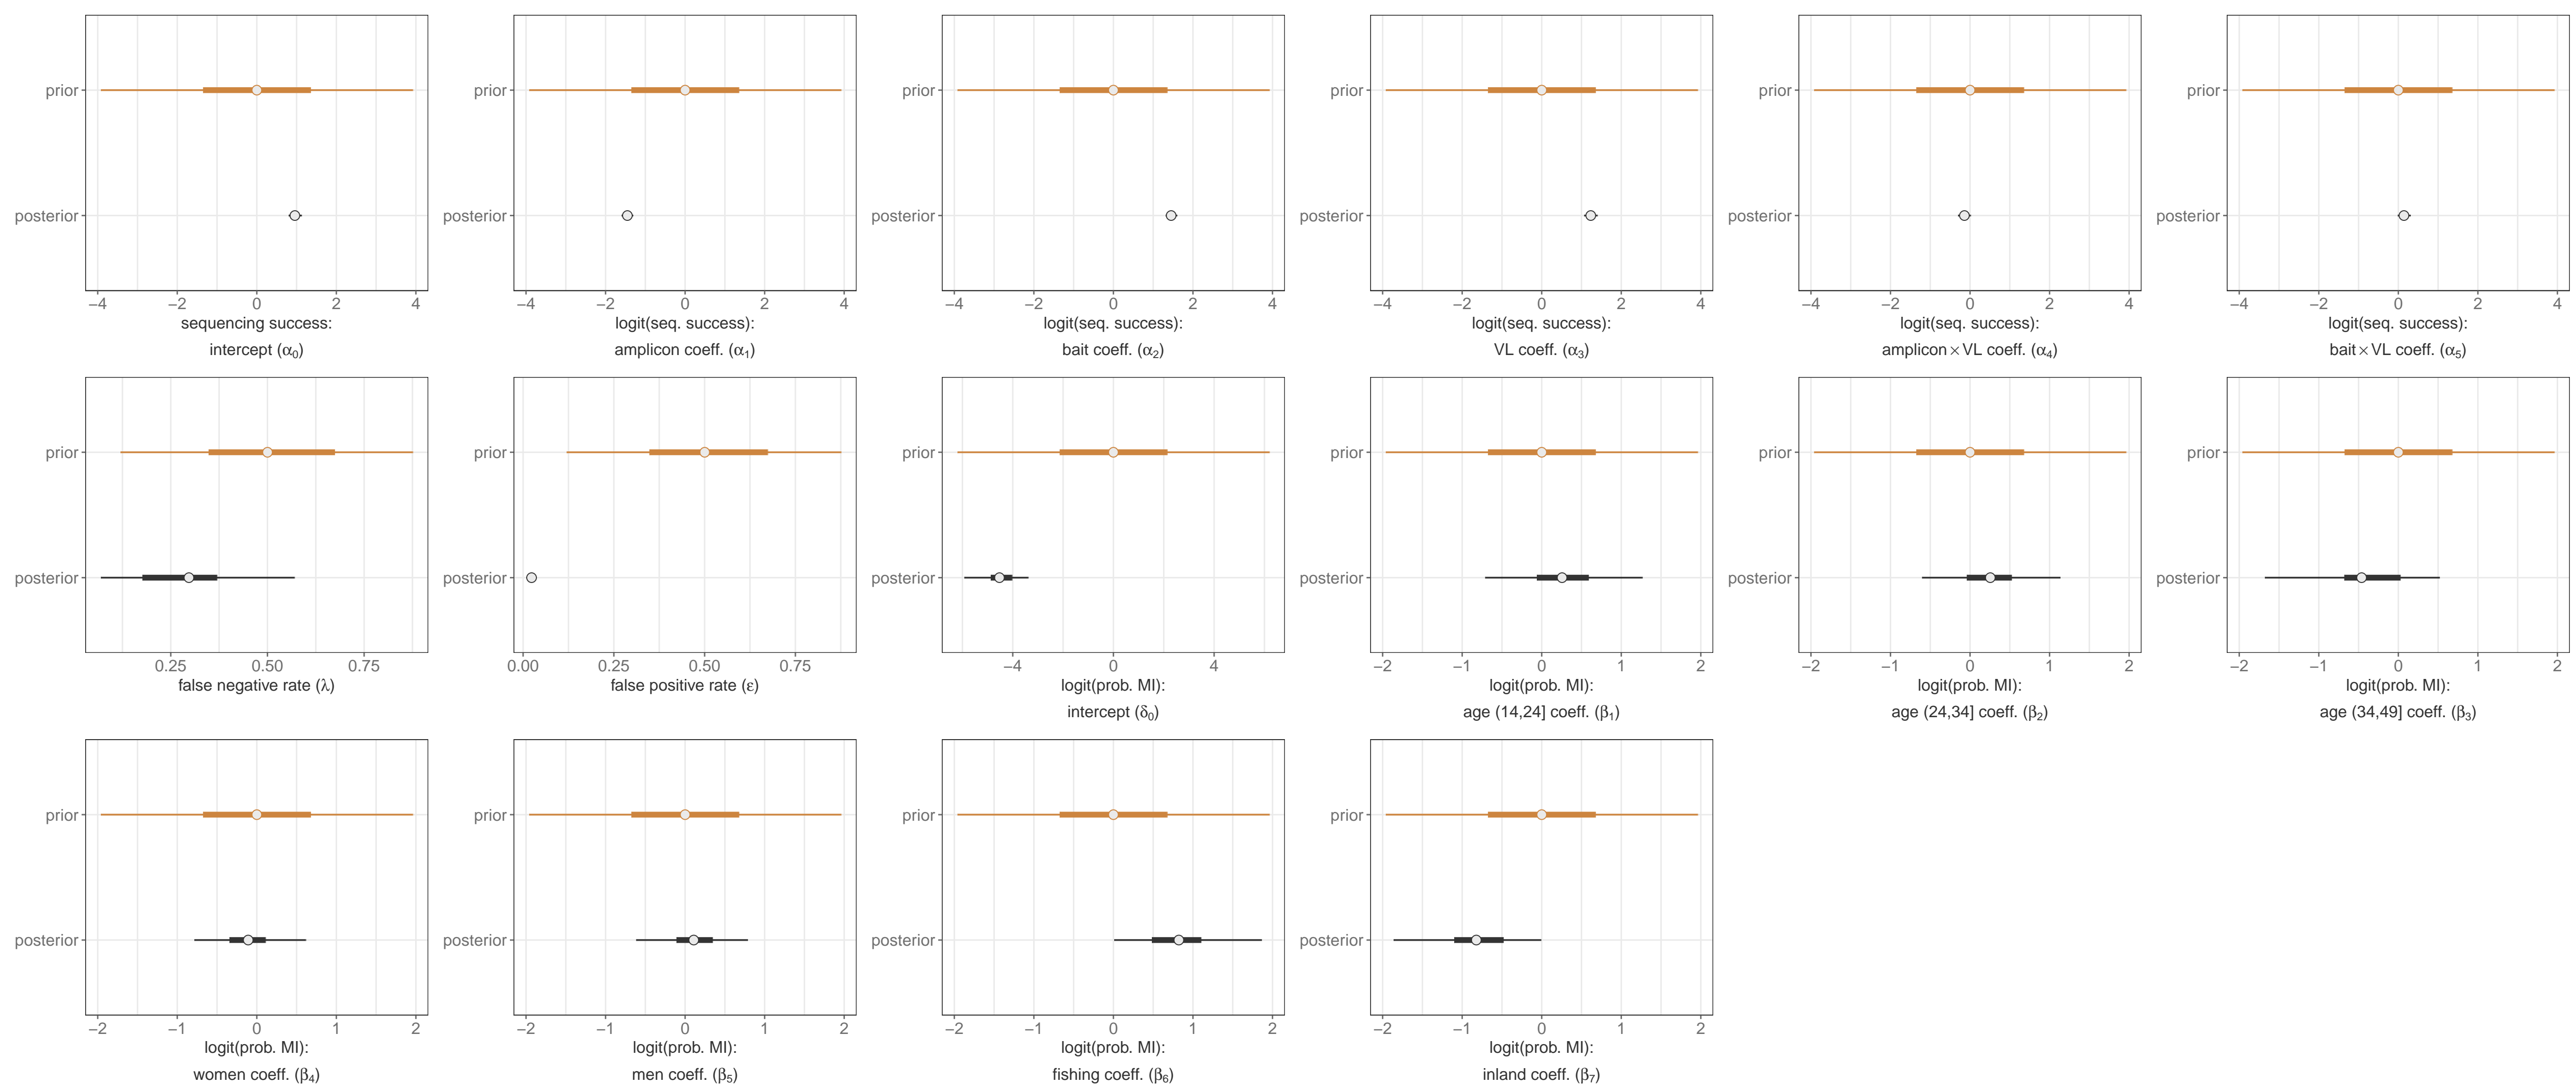 prior
posterior
−4 −2 0 2 4
sequencing success:
intercept (α₀)
prior
posterior
−4 −2 0 2 4
logit(seq. success):
amplicon coeff. (α₁)
prior
posterior
−4 −2 0 2 4
logit(seq. success):
bait coeff. (α₂)
prior
posterior
−4 −2 0 2 4
logit(seq. success):
VL coeff. (α₃)
prior
posterior
−4 −2 0 2 4
logit(seq. success):
amplicon×VL coeff. (α₄)
prior
posterior
−4 −2 0 2 4
logit(seq. success):
bait×VL coeff. (α₅)
prior
posterior
0.25 0.50 0.75
false negative rate (λ)
prior
posterior
0.00 0.25 0.50 0.75
false positive rate (ε)
prior
posterior
−4 0 4
logit(prob. MI):
intercept (δ₀)
prior
posterior
−2 −1 0 1 2
logit(prob. MI):
age (14,24] coeff. (β₁)
prior
posterior
−2 −1 0 1 2
logit(prob. MI):
age (24,34] coeff. (β₂)
prior
posterior
−2 −1 0 1 2
logit(prob. MI):
age (34,49] coeff. (β₃)
prior
posterior
−2 −1 0 1 2
logit(prob. MI):
women coeff. (β₄)
prior
posterior
−2 −1 0 1 2
logit(prob. MI):
men coeff. (β₅)
prior
posterior
−2 −1 0 1 2
logit(prob. MI):
fishing coeff. (β₆)
prior
posterior
−2 −1 0 1 2
logit(prob. MI):
inland coeff. (β₇)